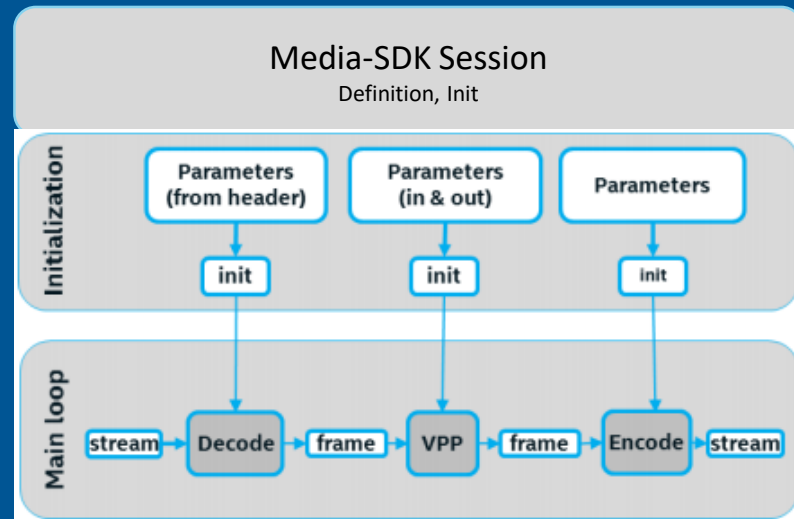 Media-SDK Session
Definition, Init
Initialization
Parameters
(from header)
Parameters
(in & out)
Parameters
init
init
init
Main loop
stream
Decode
frame
VPP
frame
Encode
stream